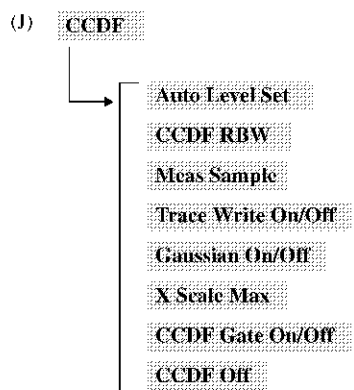 (J) CCDF
Auto Level Set
CCDF RBW
Meas Sample
Trace Write On/Off
Gaussian On/Off
X Scale Max
CCDF Gate On/Off
CCDF Off